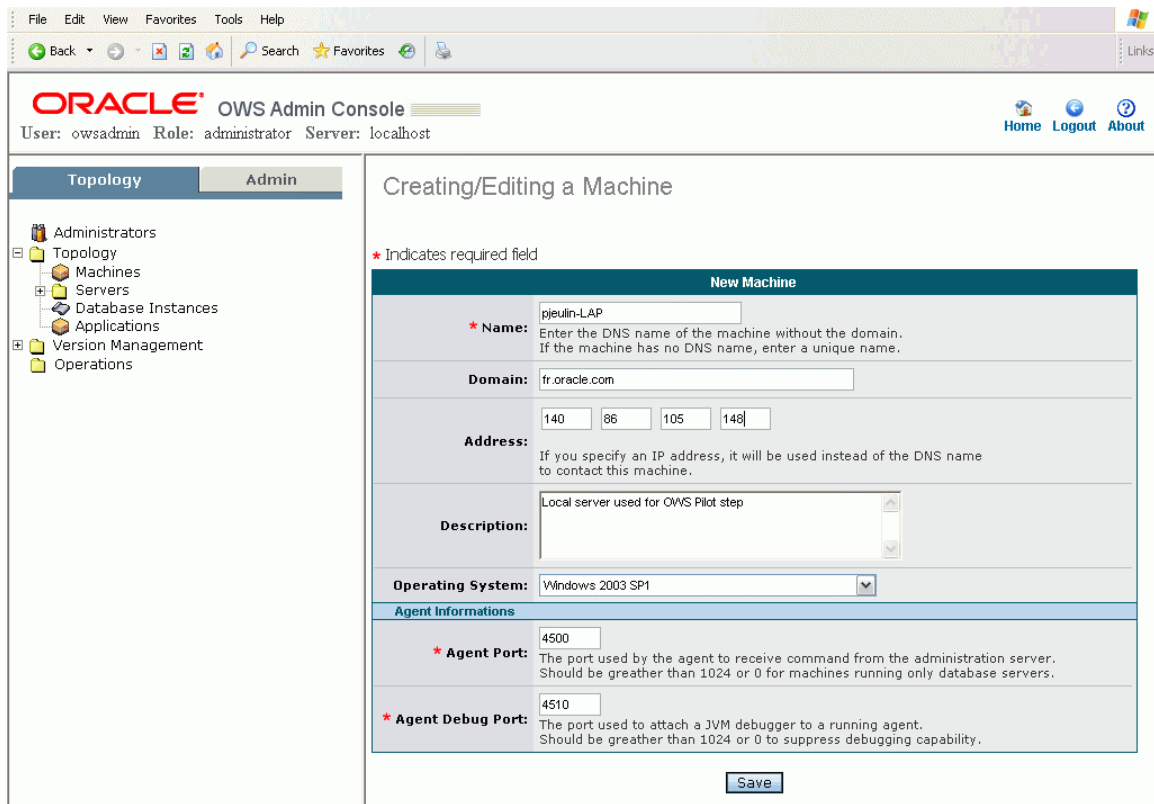 File Edit View Favorites Tools Help
Back Search Favorites
Links
ORACLE OWS Admin Console
User: owsadmin Role: administrator Server: localhost
Home Logout About
Topology Admin
Administrators
Topology
Machines
Servers
Database Instances
Applications
Version Management
Operations
Creating/Editing a Machine
* Indicates required field
New Machine
* Name: pjeulin-LAP
Enter the DNS name of the machine without the domain.
If the machine has no DNS name, enter a unique name.
Domain: fr.oracle.com
Address: 140 86 105 148
If you specify an IP address, it will be used instead of the DNS name
to contact this machine.
Description: Local server used for OWS Pilot step
Operating System: Windows 2003 SP1
Agent Informations
* Agent Port: 4500
The port used by the agent to receive command from the administration server.
Should be greather than 1024 or 0 for machines running only database servers.
* Agent Debug Port: 4510
The port used to attach a JVM debugger to a running agent.
Should be greather than 1024 or 0 to suppress debugging capability.
Save